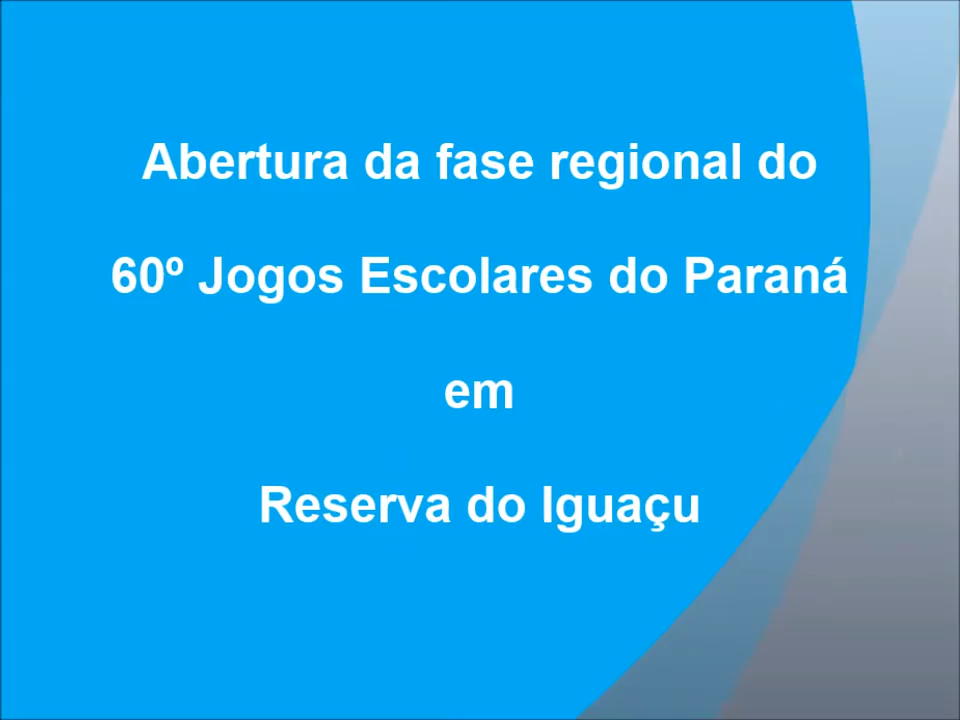 Abertura da fase regional do
60º Jogos Escolares do Paraná
em
Reserva do Iguaçu